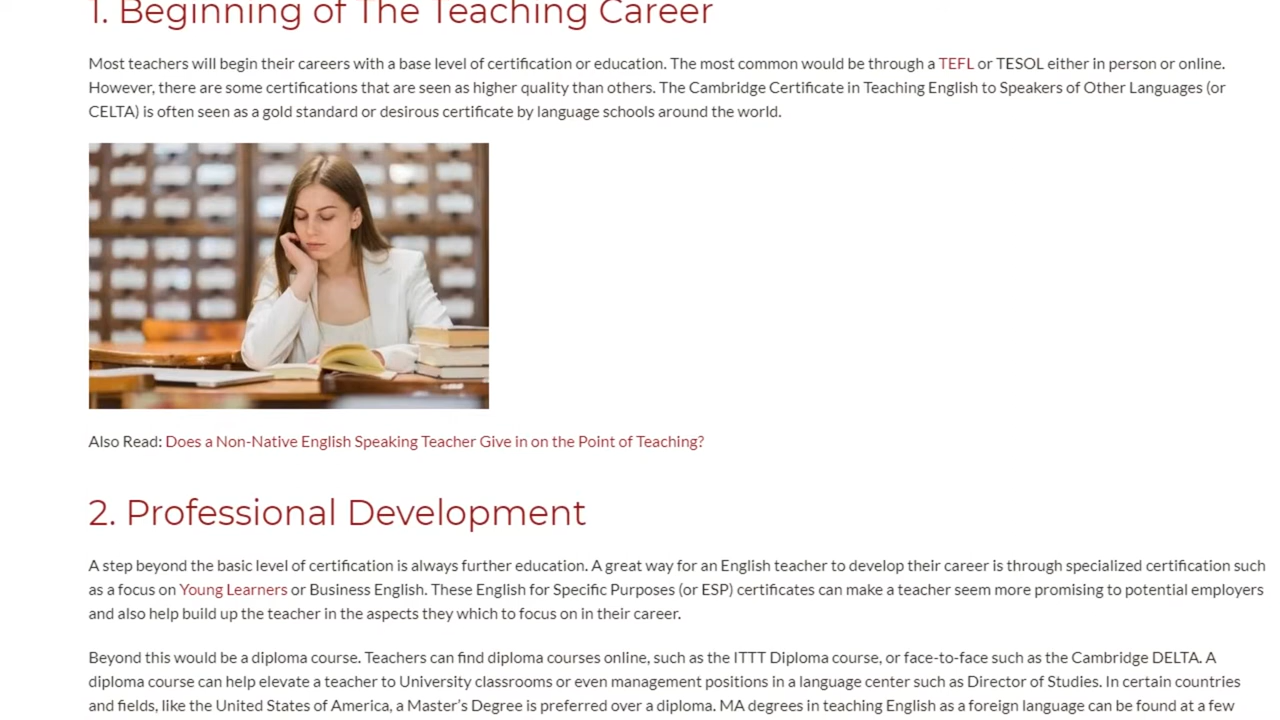 1. Beginning of The Teaching Career
Most teachers will begin their careers with a base level of certification or education. The most common would be through a TEFL or TESOL either in person or online.
However, there are some certifications that are seen as higher quality than others. The Cambridge Certificate in Teaching English to Speakers of Other Languages (or
CELTA) is often seen as a gold standard or desirous certificate by language schools around the world.
Also Read: Does a Non-Native English Speaking Teacher Give in on the Point of Teaching?
2. Professional Development
A step beyond the basic level of certification is always further education. A great way for an English teacher to develop their career is through specialized certification such
as a focus on Young Learners or Business English. These English for Specific Purposes (or ESP) certificates can make a teacher seem more promising to potential employers
and also help build up the teacher in the aspects they which to focus on in their career.
Beyond this would be a diploma course. Teachers can find diploma courses online, such as the ITTT Diploma course, or face-to-face such as the Cambridge DELTA. A
diploma course can help elevate a teacher to University classrooms or even management positions in a language center such as Director of Studies. In certain countries
and fields, like the United States of America, a Master's Degree is preferred over a diploma. MA degrees in teaching English as a foreign language can be found at a few